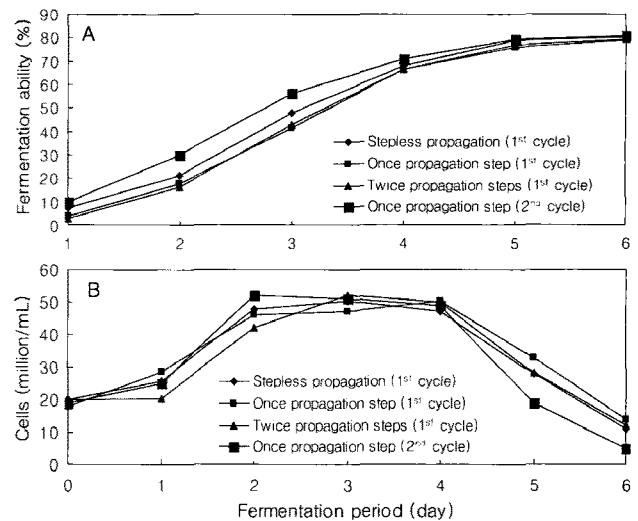 A
Fermentation ability (%)
90
80
70
60
50
40
30
20
10
0
Stepless propagation (1st cycle)
Once propagation step (1st cycle)
Twice propagation steps (1st cycle)
Once propagation step (2nd cycle)
1 2 3 4 5 6
B
Cells (million/mL)
60
50
40
30
20
10
0
Stepless propagation (1st cycle)
Once propagation step (1st cycle)
Twice propagation steps (1st cycle)
Once propagation step (2nd cycle)
0 1 2 3 4 5 6
Fermentation period (day)